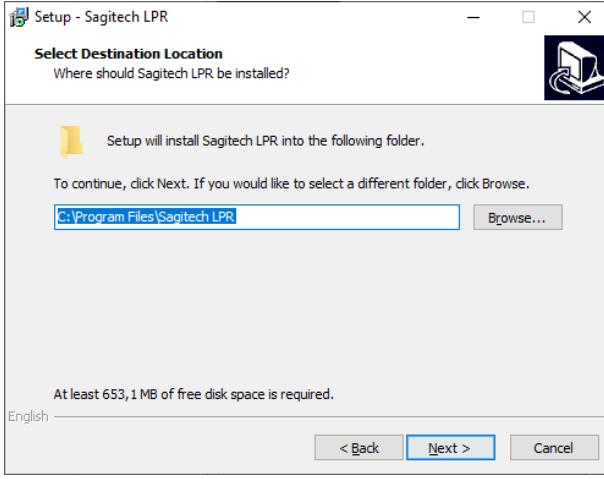 Setup - Sagitech LPR
Select Destination Location
Where should Sagitech LPR be installed?
Setup will install Sagitech LPR into the following folder.
To continue, click Next. If you would like to select a different folder, click Browse.
C:\Program Files\Sagitech LPR
Browse...
At least 653,1 MB of free disk space is required.
English
< Back
Next >
Cancel